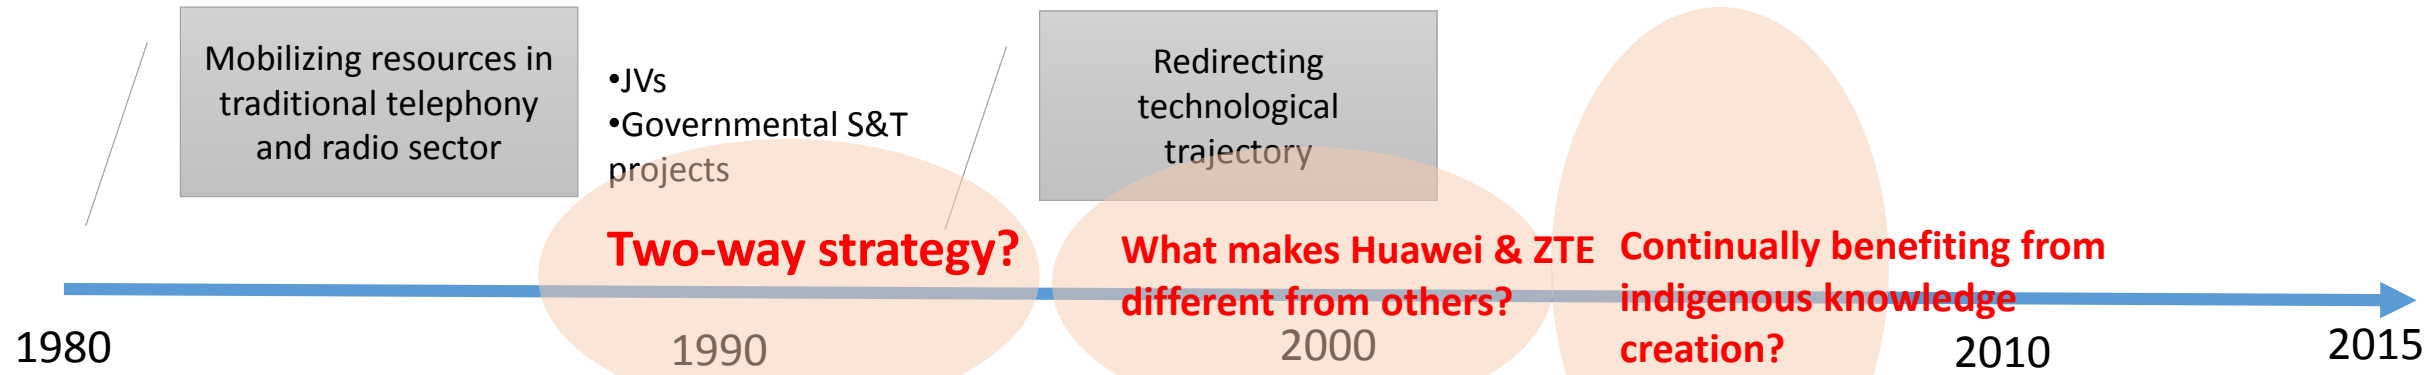 Mobilizing resources in
traditional telephony
and radio sector
•JVs
•Governmental S&T
projects
Redirecting
technological
trajectory
Two-way strategy?
What makes Huawei & ZTE
different from others?
Continually benefiting from
indigenous knowledge
creation?
1980
1990
2000
2010
2015